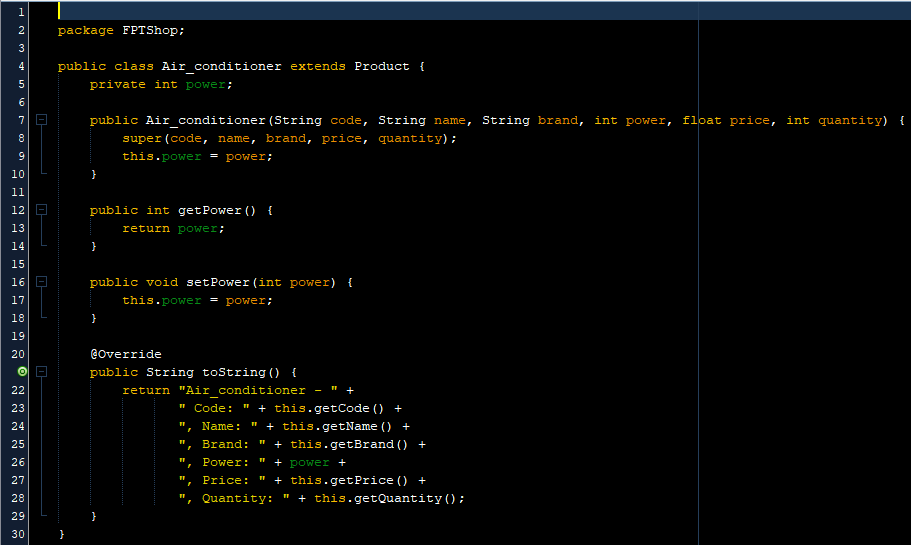 1
2 package FPTShop;
3
4 public class Air_conditioner extends Product {
5     private int power;
6
7     public Air_conditioner(String code, String name, String brand, int power, float price, int quantity) {
8         super(code, name, brand, price, quantity);
9         this.power = power;
10     }
11
12     public int getPower() {
13         return power;
14     }
15
16     public void setPower(int power) {
17         this.power = power;
18     }
19
20     @Override
    public String toString() {
22         return "Air_conditioner - " +
23                " Code: " + this.getCode() +
24                ", Name: " + this.getName() +
25                ", Brand: " + this.getBrand() +
26                ", Power: " + power +
27                ", Price: " + this.getPrice() +
28                ", Quantity: " + this.getQuantity();
29     }
30 }